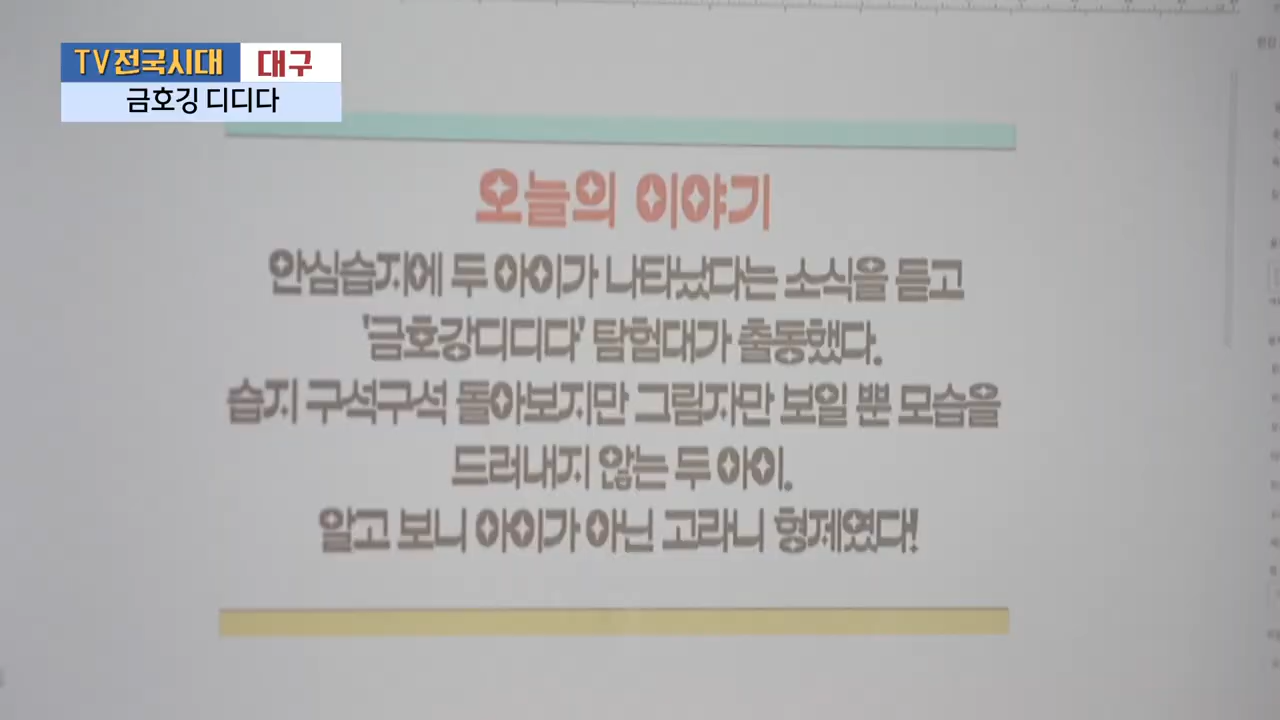 TV전국시대 대구
금호깅 디디다
오늘의 이야기
안심습지에 두 아이가 나타났다는 소식을 듣고
'금호강디디다' 탐험대가 출동했다.
습지 구석구석 돌아보지만 그림자만 보일 뿐 모습을
드러내지 않는 두 아이.
알고 보니 아이가 아닌 고라니 형제였다!